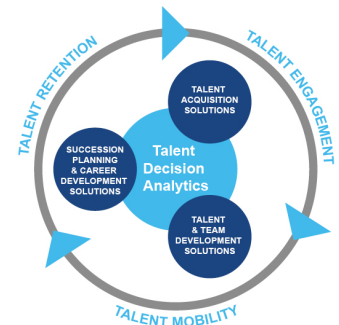 TALENT RETENTION
TALENT ENGAGEMENT
TALENT
ACQUISITION
SOLUTIONS
SUCCESSION
PLANNING
& CAREER
DEVELOPMENT
SOLUTIONS
Talent
Decision
Analytics
TALENT
& TEAM
DEVELOPMENT
SOLUTIONS
TALENT MOBILITY